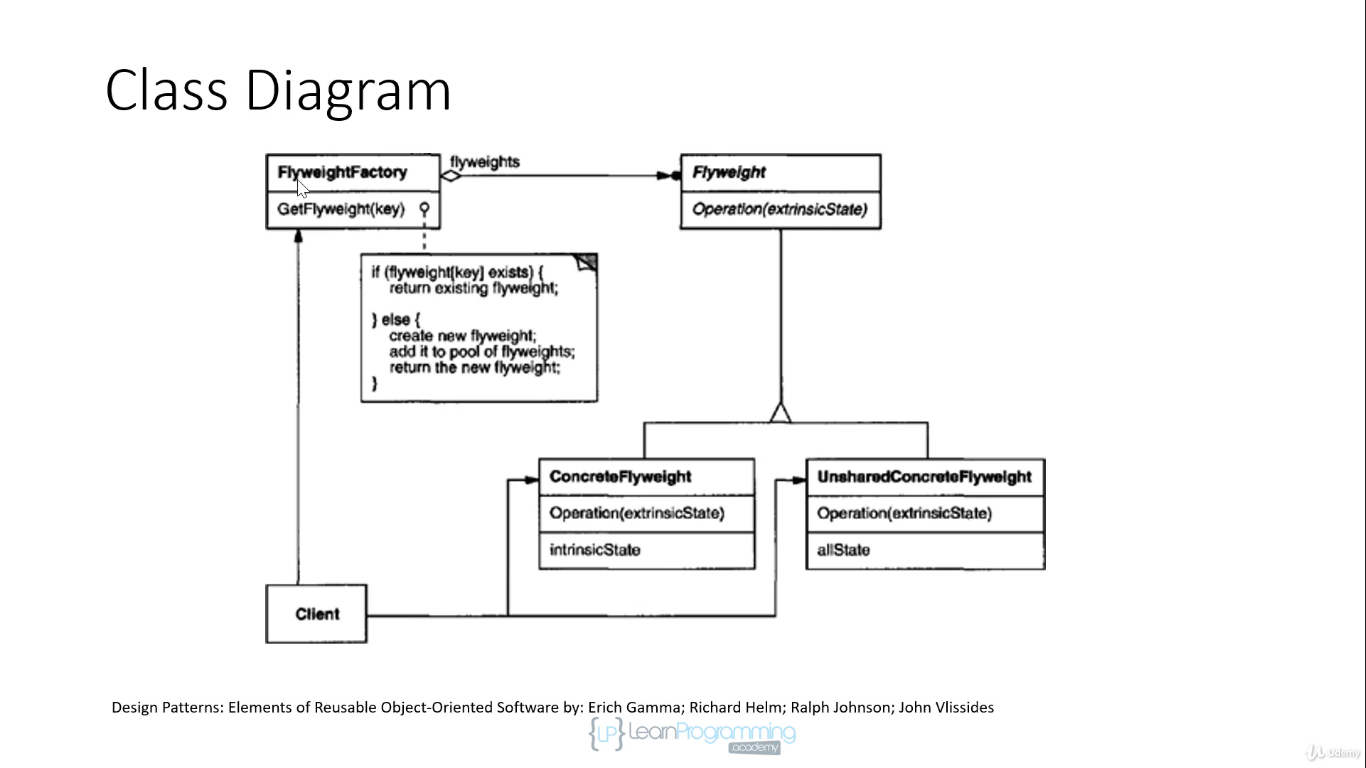 Class Diagram
FlyweightFactory
GetFlyweight(key)
flyweights
Flyweight
Operation(extrinsicState)
if (flyweight[key] exists) {
return existing flyweight;
} else {
create new flyweight;
add it to pool of flyweights;
return the new flyweight;
}
ConcreteFlyweight
Operation(extrinsicState)
intrinsicState
UnsharedConcreteFlyweight
Operation(extrinsicState)
allState
Client
Design Patterns: Elements of Reusable Object-Oriented Software by: Erich Gamma; Richard Helm; Ralph Johnson; John Vlissides
{LP} LearnProgramming
academy
Udemy